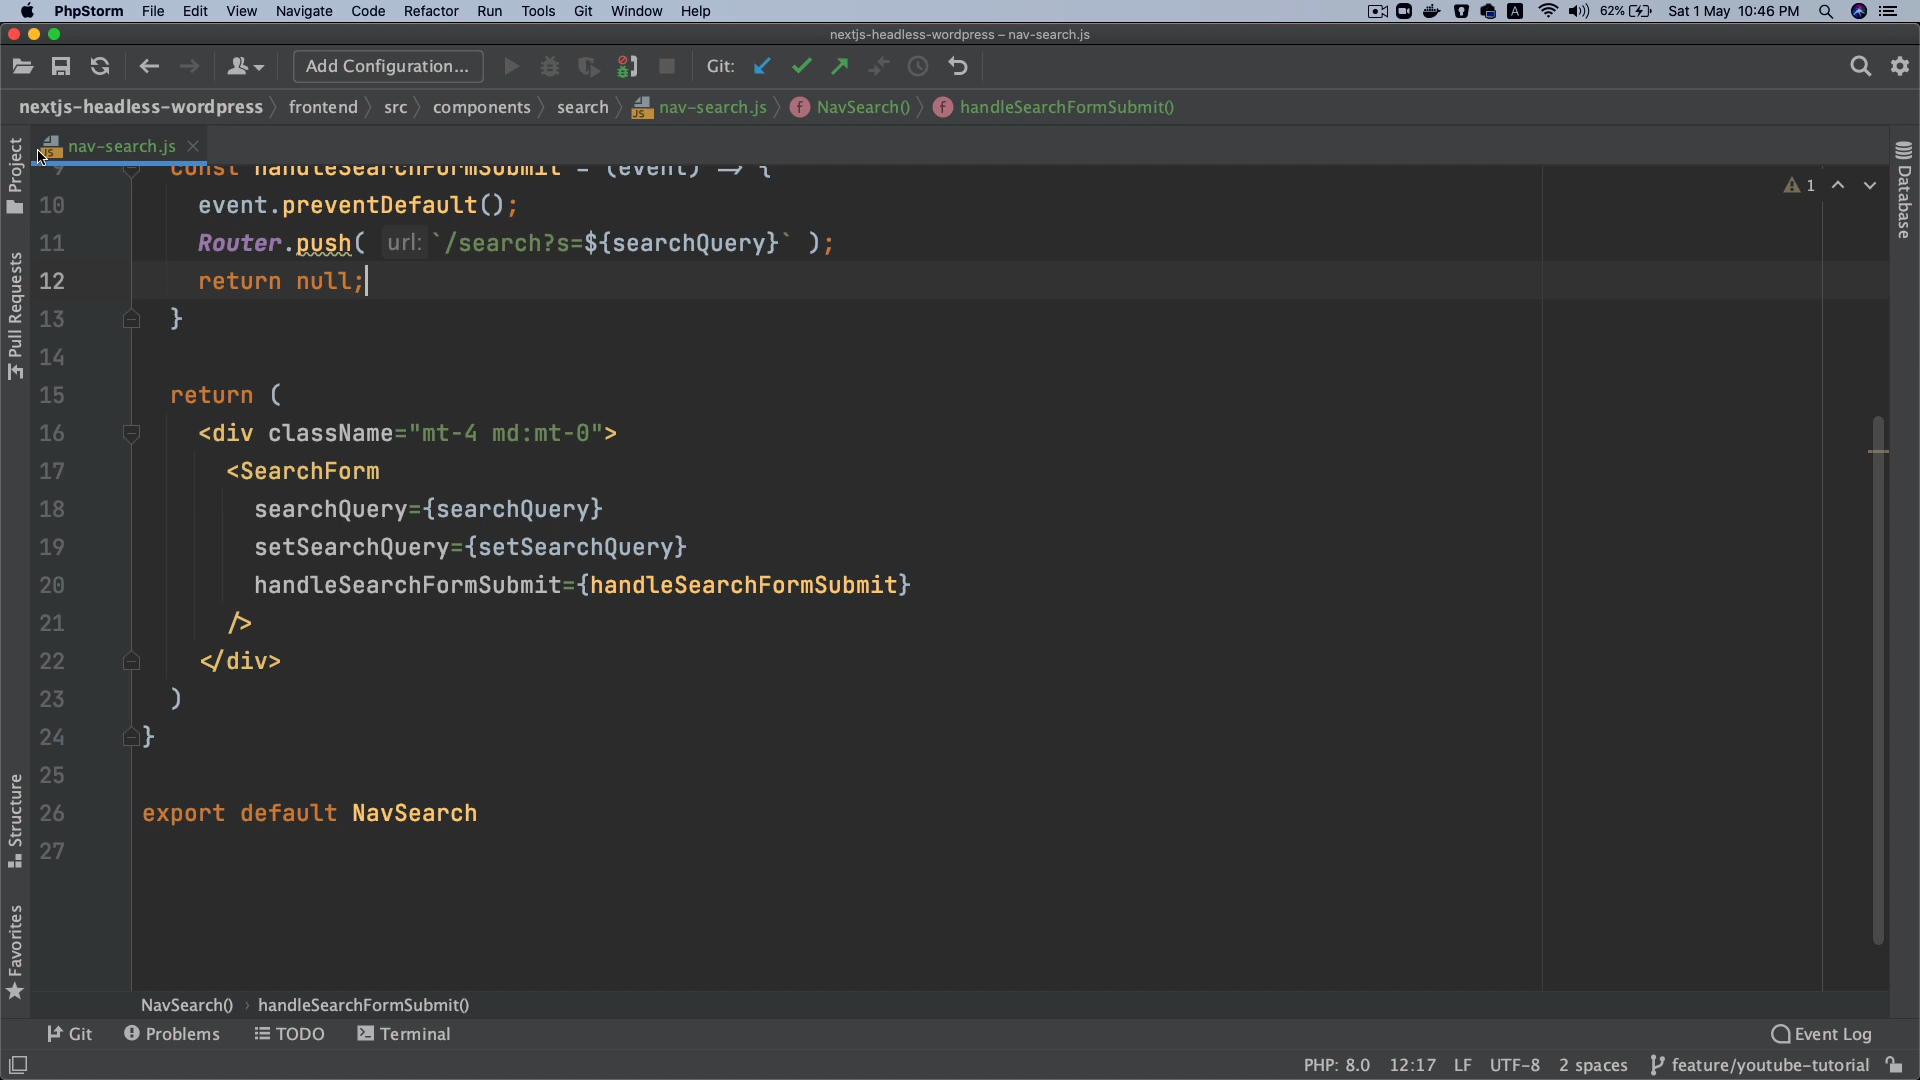 PhpStorm File Edit View Navigate Code Refactor Run Tools Git Window Help A 62% Sat 1 May 10:46 PM
nextjs-headless-wordpress – nav-search.js
Add Configuration... Git:
nextjs-headless-wordpress frontend src components search JS nav-search.js f NavSearch() f handleSearchFormSubmit()
JS nav-search.js
Project
Pull Requests
Structure
Favorites
Database
1
9 const handleSearchFormSubmit = (event) => {
10 event.preventDefault();
11 Router.push( url: `/search?s=${searchQuery}` );
12 return null;
13 }
14
15 return (
16 <div className="mt-4 md:mt-0">
17 <SearchForm
18 searchQuery={searchQuery}
19 setSearchQuery={setSearchQuery}
20 handleSearchFormSubmit={handleSearchFormSubmit}
21 />
22 </div>
23 )
24 }
25
26 export default NavSearch
27
NavSearch() › handleSearchFormSubmit()
Git Problems TODO Terminal Event Log
PHP: 8.0 12:17 LF UTF-8 2 spaces feature/youtube-tutorial